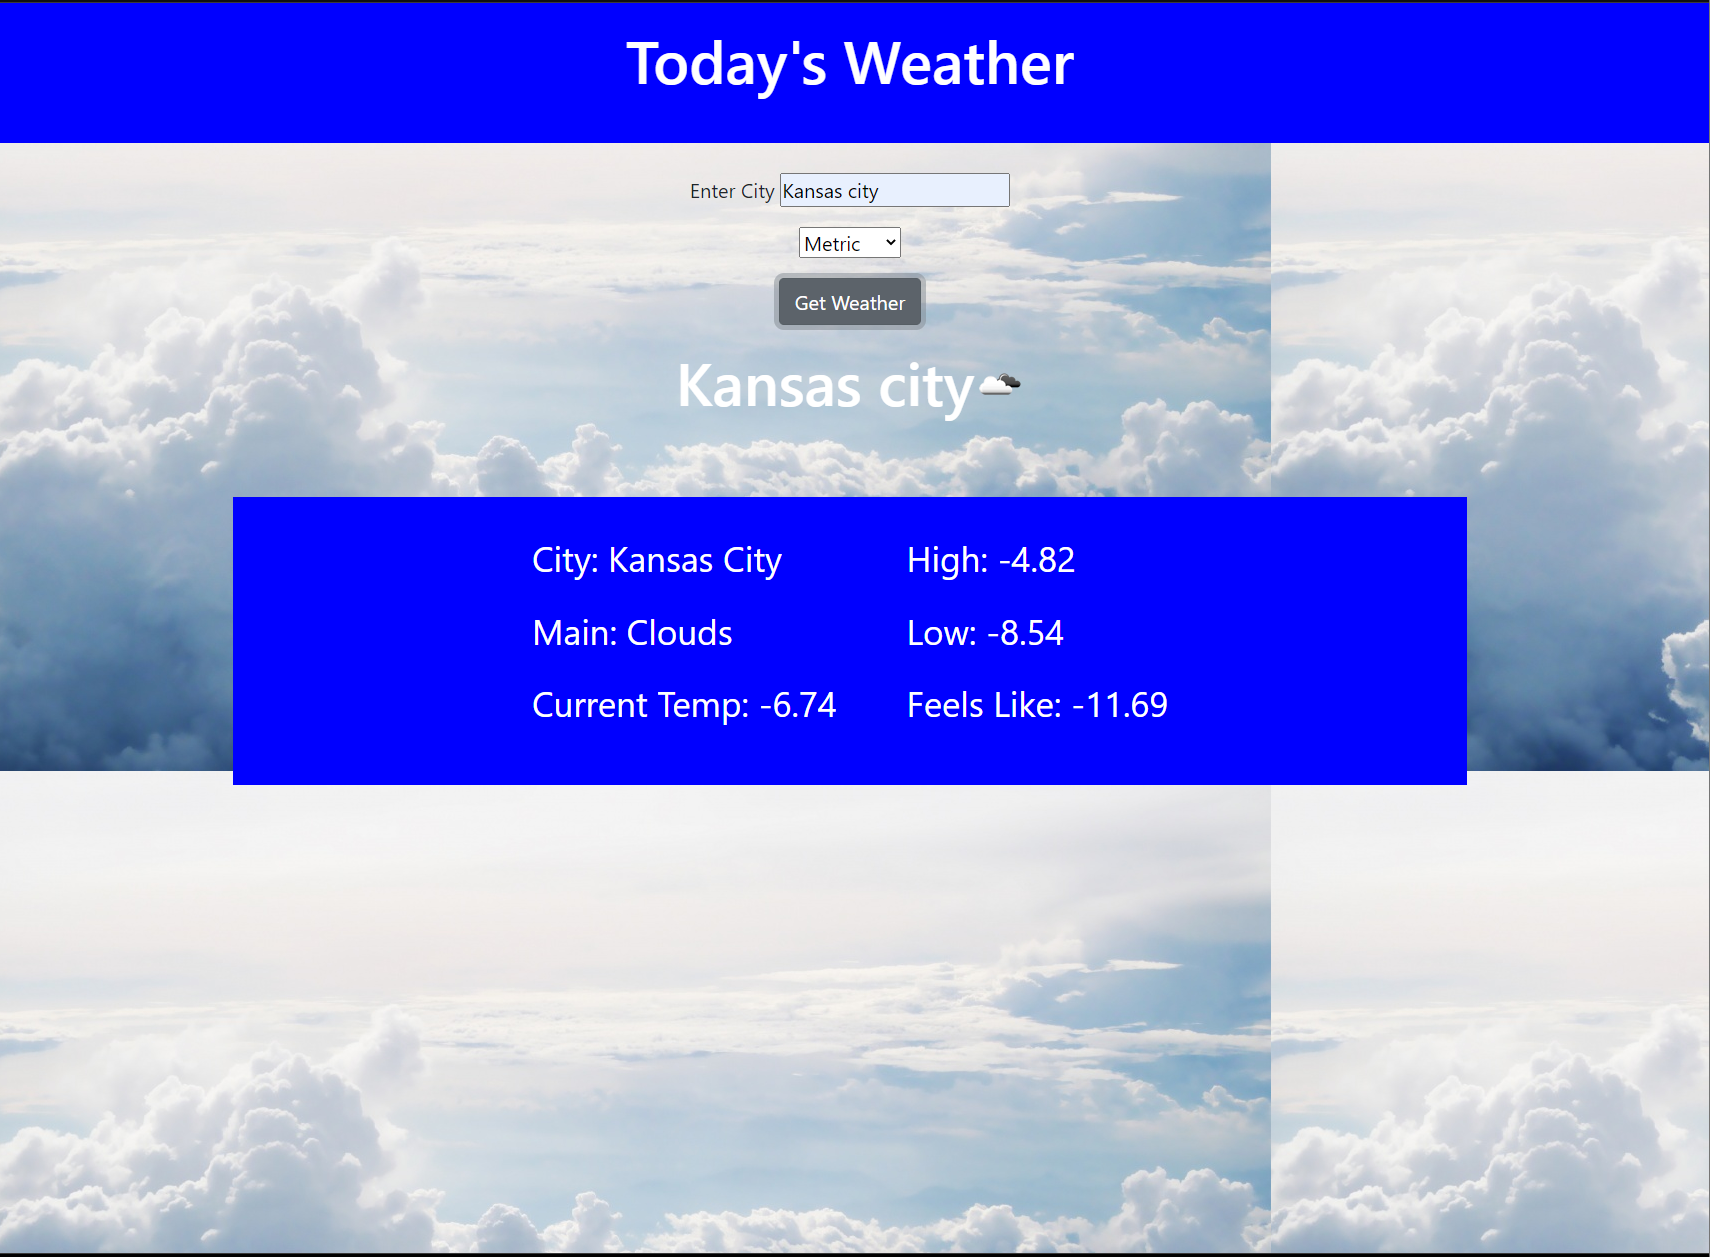 Today's Weather
Enter City Kansas city
Metric
Get Weather
Kansas city
City: Kansas City
High: -4.82
Main: Clouds
Low: -8.54
Current Temp: -6.74
Feels Like: -11.69